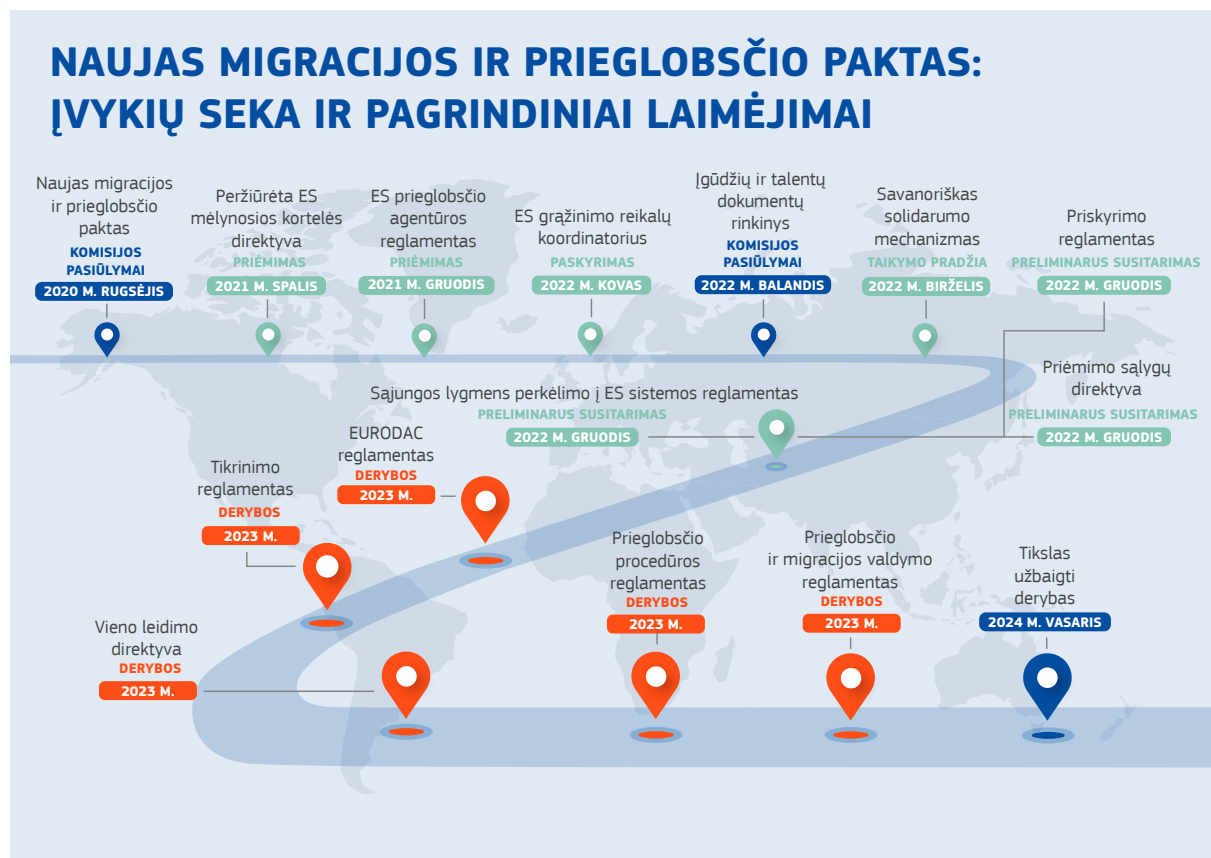 NAUJAS MIGRACIJOS IR PRIEGLOBSČIO PAKTAS:
ĮVYKIŲ SEKA IR PAGRINDINIAI LAIMĖJIMAI
Naujas migracijos
ir prieglobsčio
paktas
KOMISIJOS
PASIŪLYMAI
2020 M. RUGSĖJIS
Peržiūrėta ES
mėlynosios kortelės
direktyva
PRIĖMIMAS
2021 M. SPALIS
ES prieglobsčio
agentūros
reglamentas
PRIĖMIMAS
2021 M. GRUODIS
ES grąžinimo reikalų
koordinatorius
PASKYRIMAS
2022 M. KOVAS
Įgūdžių ir talentų
dokumentų
rinkinys
KOMISIJOS
PASIŪLYMAI
2022 M. BALANDIS
Savanoriškas
solidarumo
mechanizmas
TAIKYMO PRADŽIA
2022 M. BIRŽELIS
Priskyrimo
reglamentas
PRELIMINARUS SUSITARIMAS
2022 M. GRUODIS
Priėmimo sąlygų
direktyva
PRELIMINARUS SUSITARIMAS
2022 M. GRUODIS
Sąjungos lygmens perkėlimo į ES sistemos reglamentas
PRELIMINARUS SUSITARIMAS
2022 M. GRUODIS
EURODAC
reglamentas
DERYBOS
2023 M.
Tikrinimo
reglamentas
DERYBOS
2023 M.
Vieno leidimo
direktyva
DERYBOS
2023 M.
Prieglobsčio
procedūros
reglamentas
DERYBOS
2023 M.
Prieglobsčio
ir migracijos valdymo
reglamentas
DERYBOS
2023 M.
Tikslas
užbaigti
derybas
2024 M. VASARIS